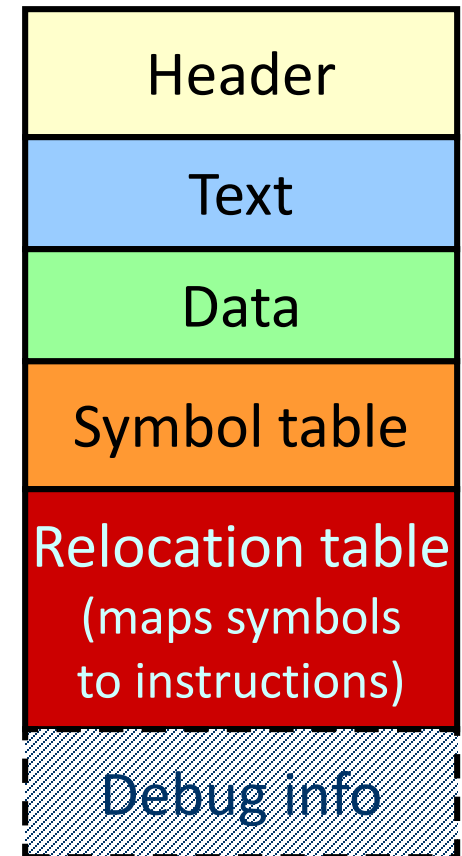 Header
Text
Data
Symbol table
Relocation table
(maps symbols
to instructions)
Debug info